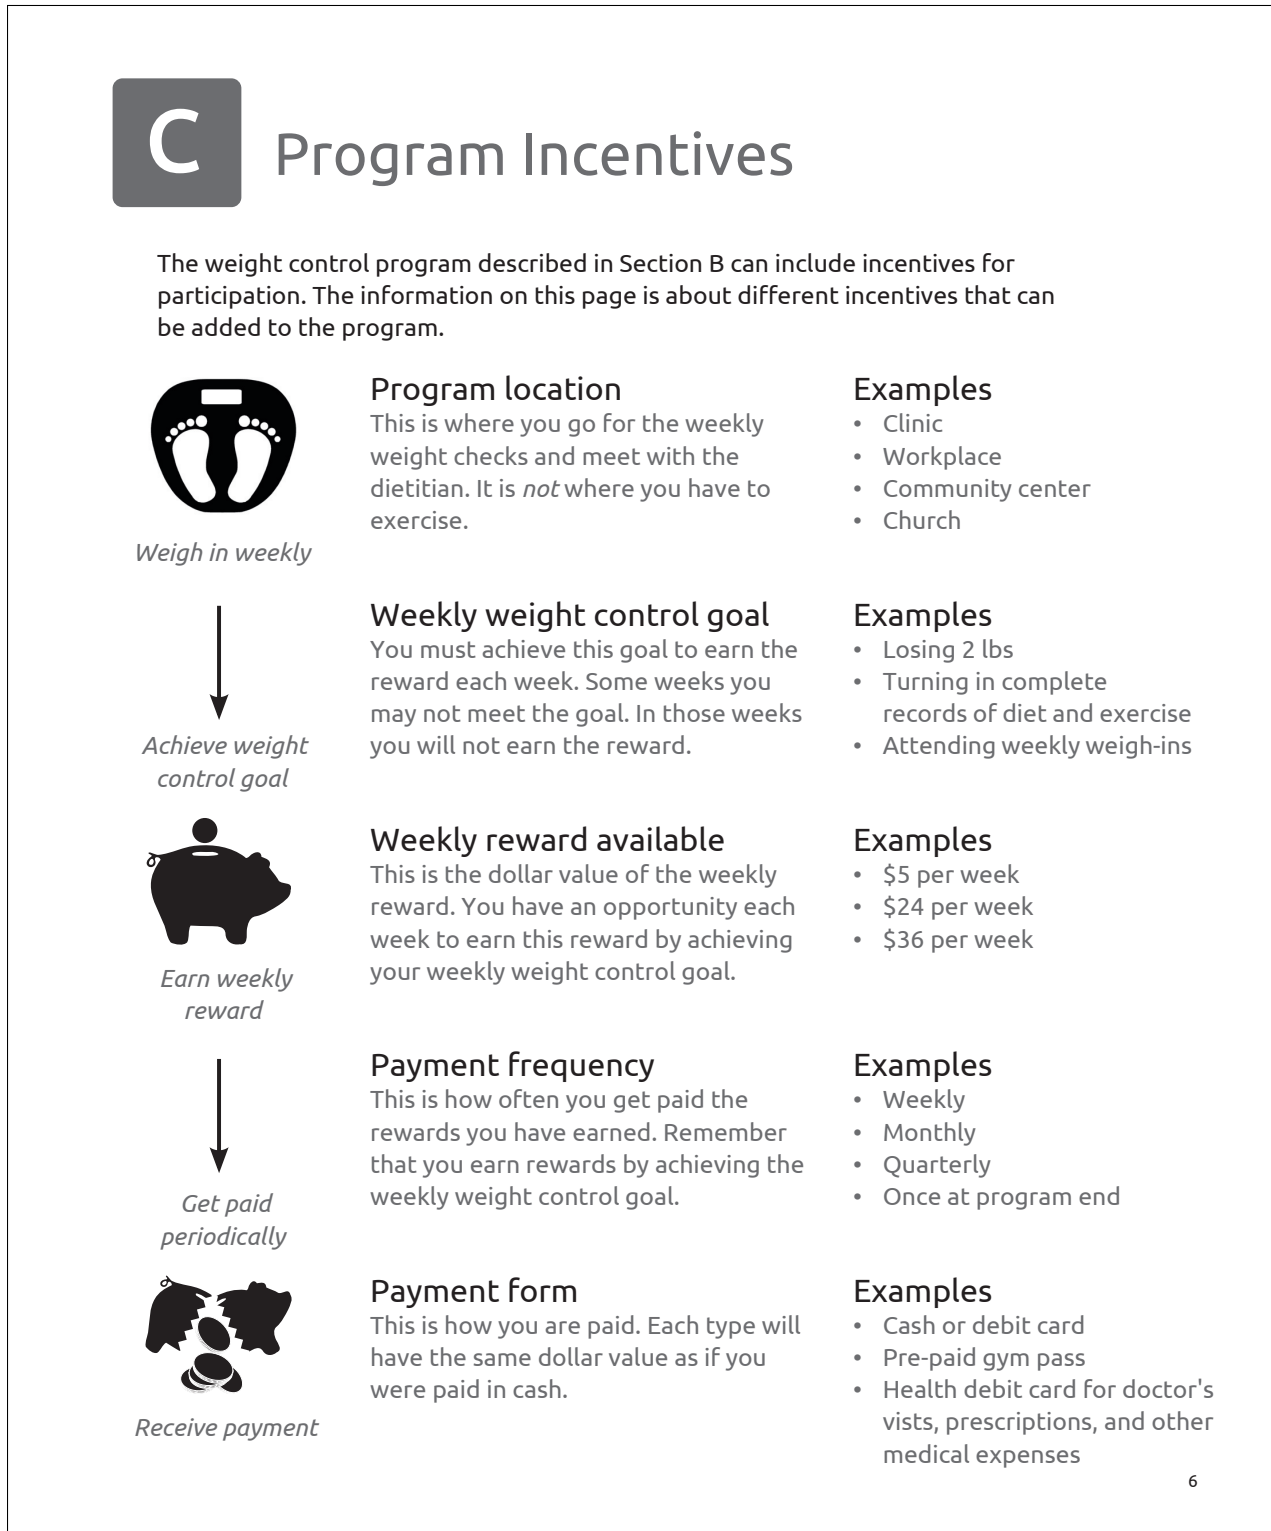 C
Program Incentives
The weight control program described in Section B can include incentives for
participation. The information on this page is about different incentives that can
be added to the program.
Weigh in weekly
Program location
This is where you go for the weekly
weight checks and meet with the
dietitian. It is not where you have to
exercise.
Examples
• Clinic
• Workplace
• Community center
• Church
Achieve weight
control goal
Weekly weight control goal
You must achieve this goal to earn the
reward each week. Some weeks you
may not meet the goal. In those weeks
you will not earn the reward.
Examples
• Losing 2 lbs
• Turning in complete
records of diet and exercise
• Attending weekly weigh-ins
Earn weekly
reward
Weekly reward available
This is the dollar value of the weekly
reward. You have an opportunity each
week to earn this reward by achieving
your weekly weight control goal.
Examples
• $5 per week
• $24 per week
• $36 per week
Get paid
periodically
Payment frequency
This is how often you get paid the
rewards you have earned. Remember
that you earn rewards by achieving the
weekly weight control goal.
Examples
• Weekly
• Monthly
• Quarterly
• Once at program end
Receive payment
Payment form
This is how you are paid. Each type will
have the same dollar value as if you
were paid in cash.
Examples
• Cash or debit card
• Pre-paid gym pass
• Health debit card for doctor's
vists, prescriptions, and other
medical expenses
6